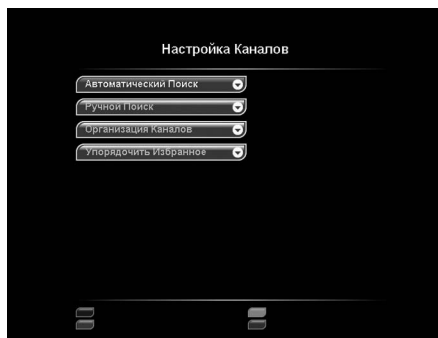 Настройка Каналов
Автоматический Поиск
Ручной Поиск
Организация Каналов
Упорядочить Избранное